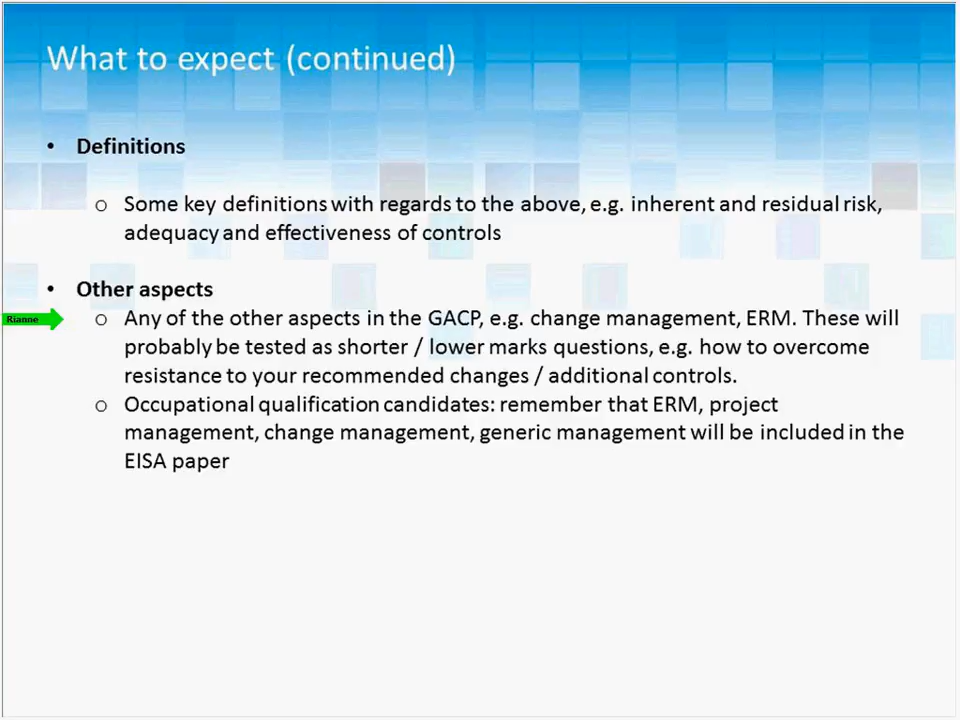 What to expect (continued)
• Definitions
o Some key definitions with regards to the above, e.g. inherent and residual risk,
adequacy and effectiveness of controls
• Other aspects
Rianne
o Any of the other aspects in the GACP, e.g. change management, ERM. These will
probably be tested as shorter / lower marks questions, e.g. how to overcome
resistance to your recommended changes / additional controls.
o Occupational qualification candidates: remember that ERM, project
management, change management, generic management will be included in the
EISA paper